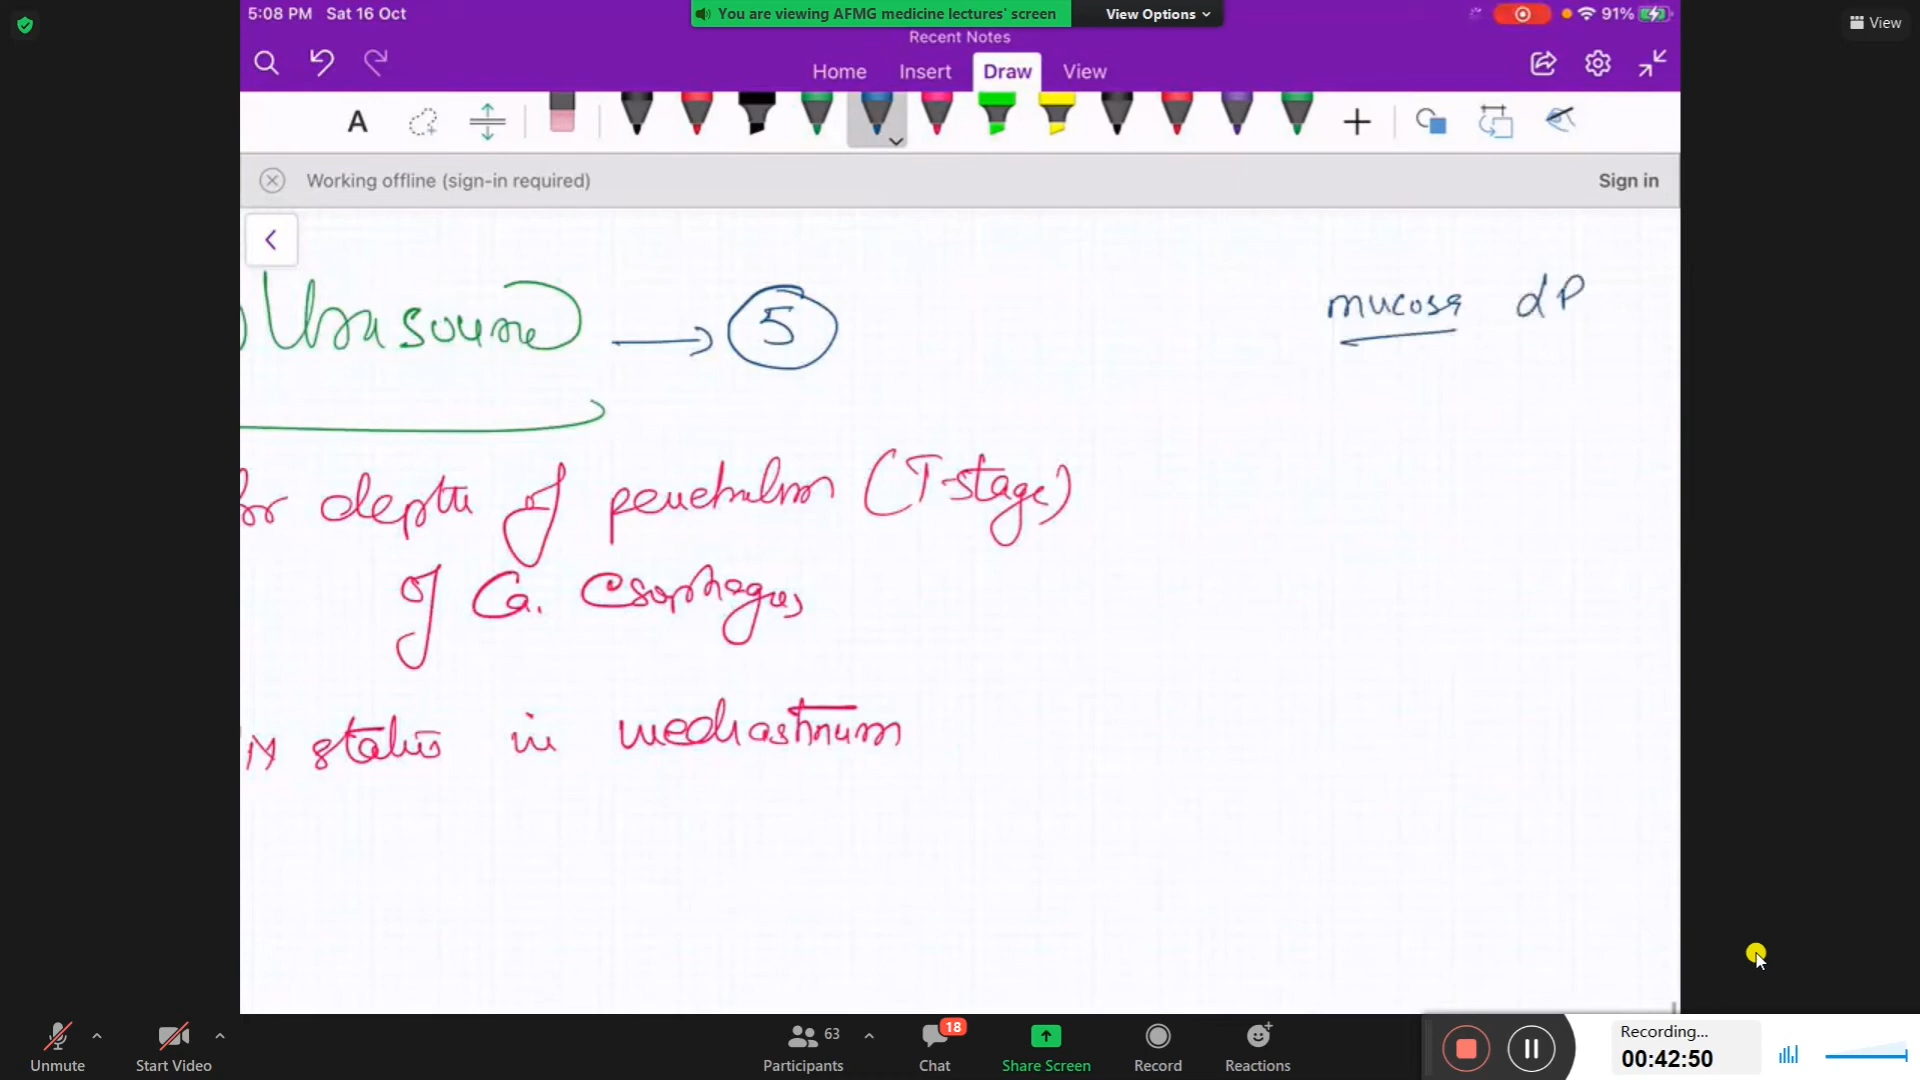 5:08 PM Sat 16 Oct
You are viewing AFMG medicine lectures' screen
View Options
91%
View
Recent Notes
Home Insert Draw View
A
Working offline (sign-in required)
Sign in
5
mucosa dP
depth of (T-stage)
of Ca. esophagus
status in mediastinum
Unmute
Start Video
63
Participants
18
Chat
Share Screen
Record
Reactions
Recording...
00:42:50